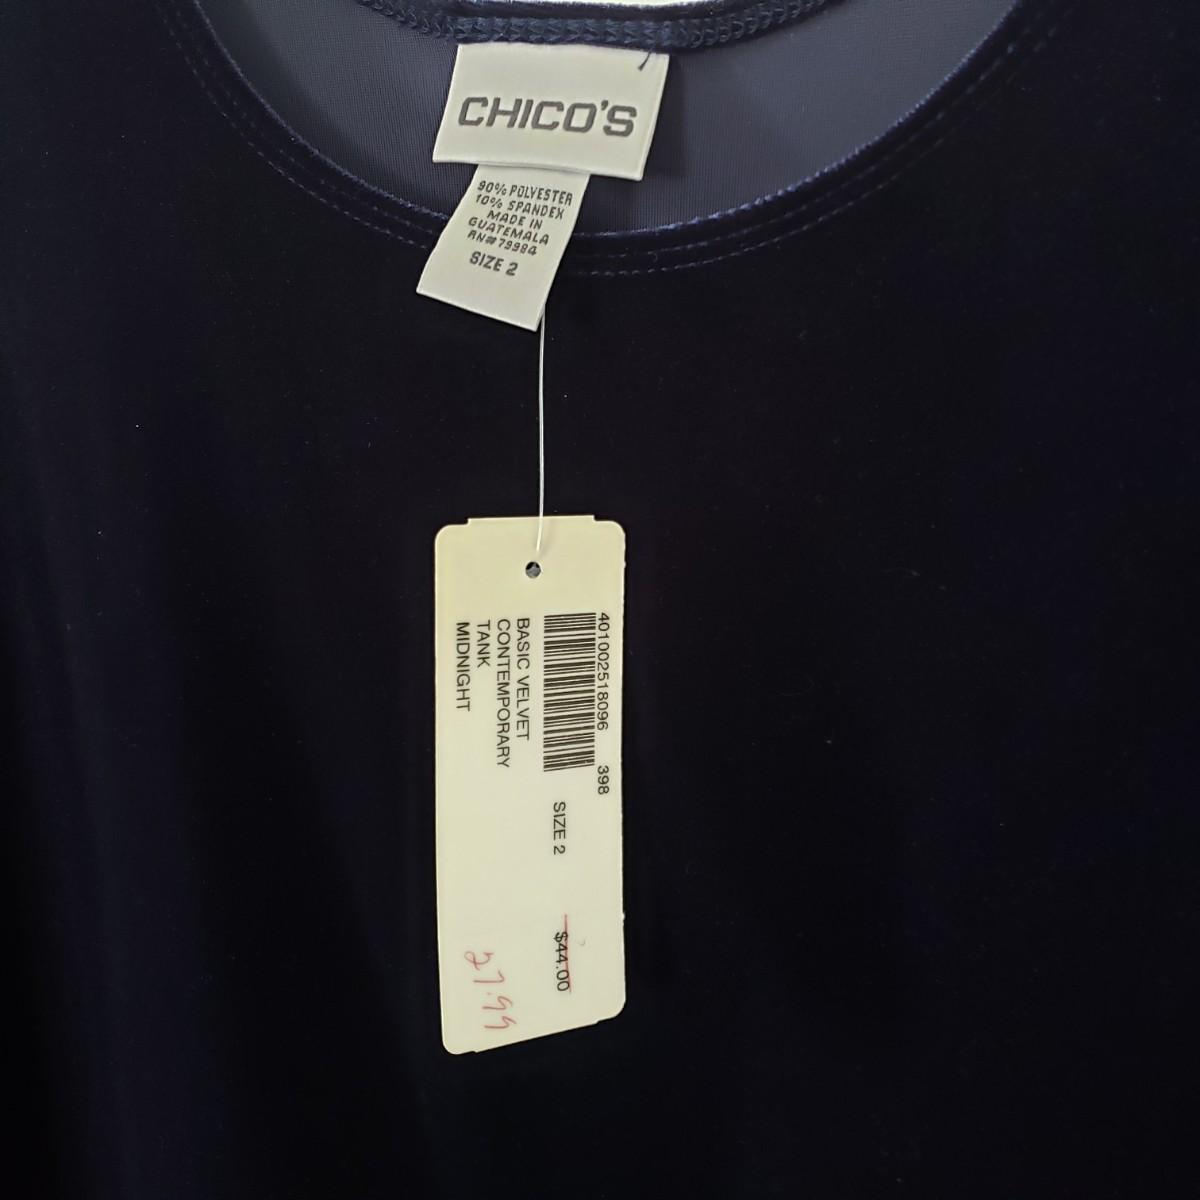 CHICO'S
90% POLYESTER
10% SPANDEX
MADE IN
GUATEMALA
RN# 79984
SIZE 2
401002518096 398
SIZE 2
$44.00
BASIC VELVET
CONTEMPORARY
TANK
MIDNIGHT
27.99